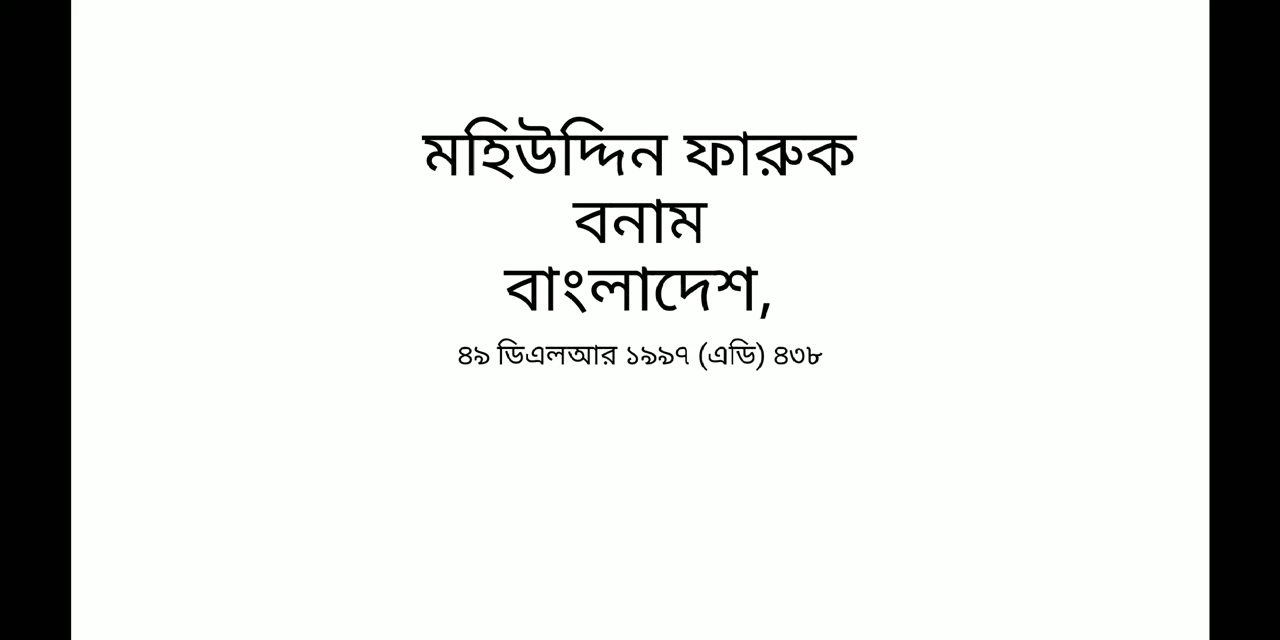 মহিউদ্দিন ফারুক
বনাম
বাংলাদেশ,
৪৯ ডিএলআর ১৯৯৭ (এডি) ৪৩৮